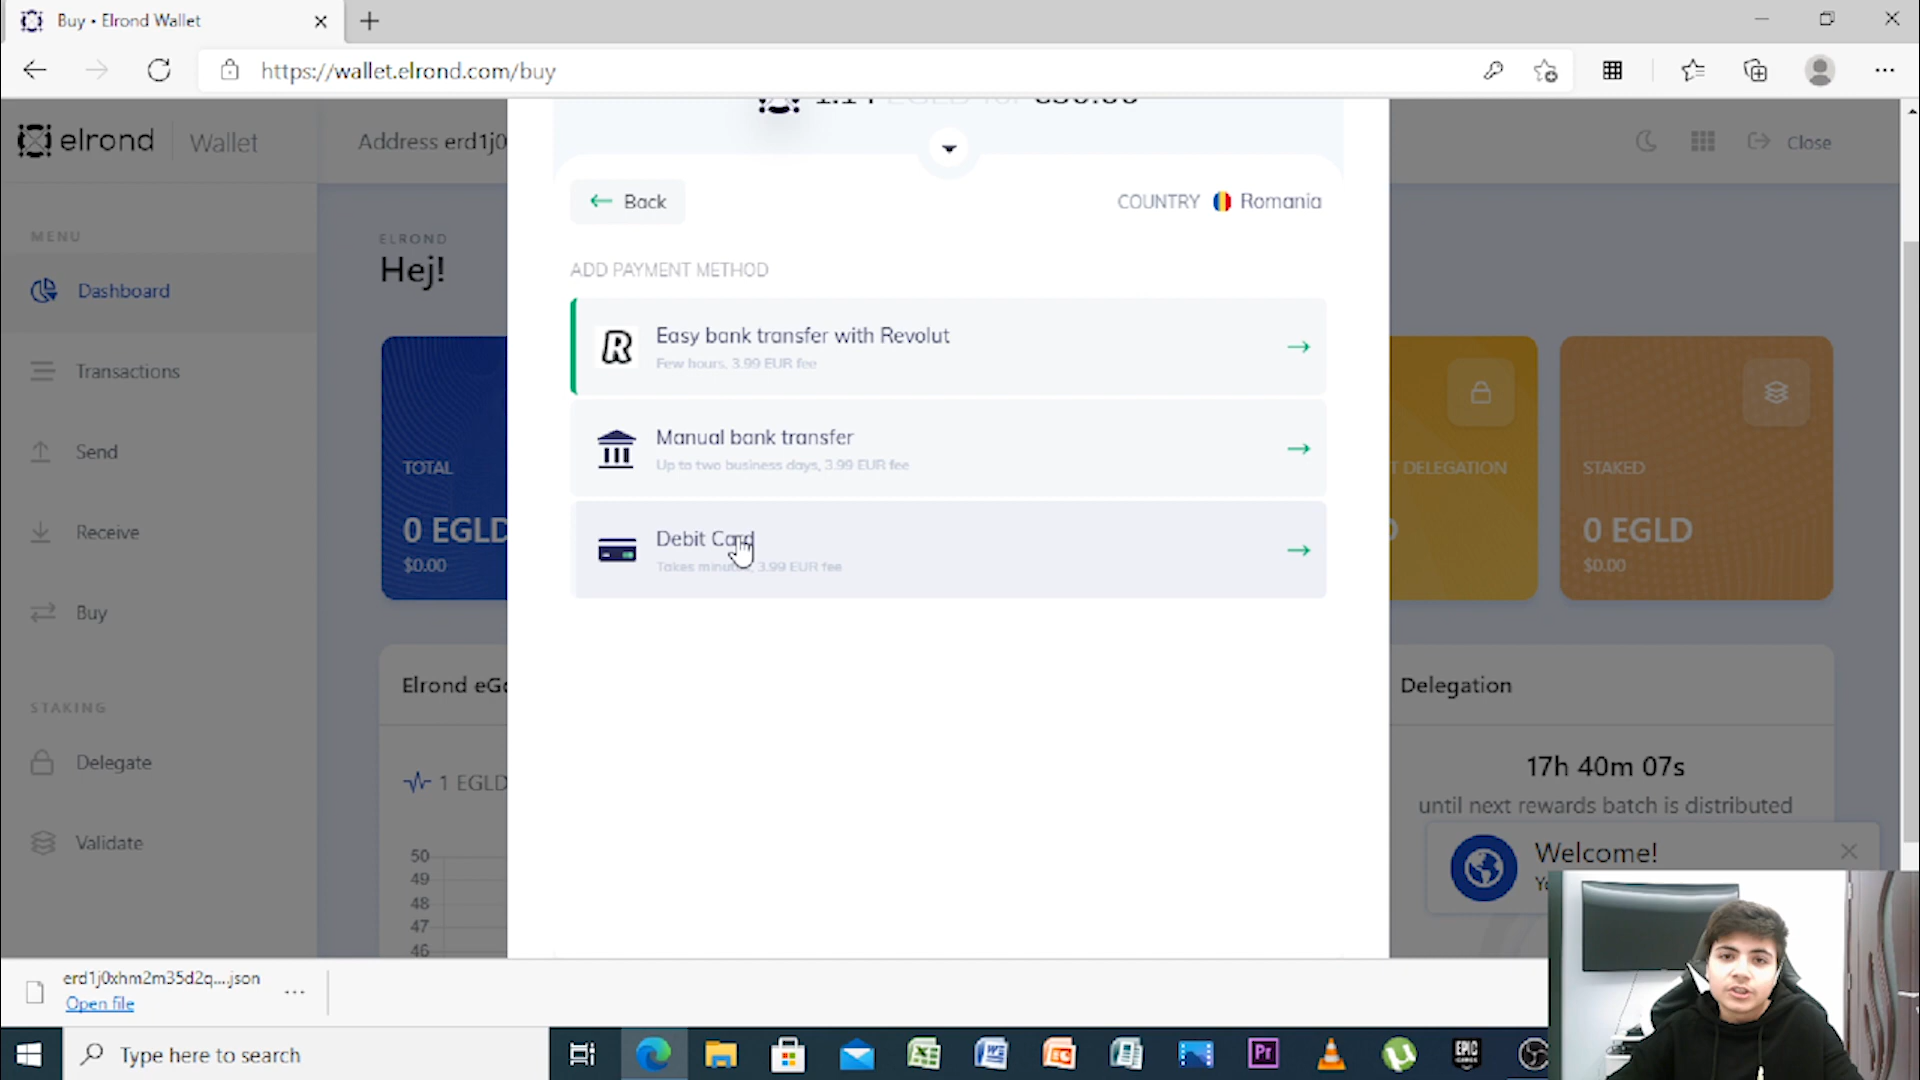 Buy • Elrond Wallet
https://wallet.elrond.com/buy
elrond Wallet
Address erd1j0
Close
Back
COUNTRY Romania
MENU
Dashboard
Transactions
Send
Receive
Buy
STAKING
Delegate
Validate
ELROND
Hej!
TOTAL
0 EGLD
$0.00
ADD PAYMENT METHOD
Easy bank transfer with Revolut
Few hours, 3.99 EUR fee
Manual bank transfer
Up to two business days, 3.99 EUR fee
Debit Card
Takes minutes, 3.99 EUR fee
DELEGATION
STAKED
0 EGLD
$0.00
1 EGLD
50
49
48
47
46
Delegation
17h 40m 07s
until next rewards batch is distributed
Welcome!
erd1j0xhm2m35d2q....json
Open file
Type here to search
Pr
EPIC
GAMES